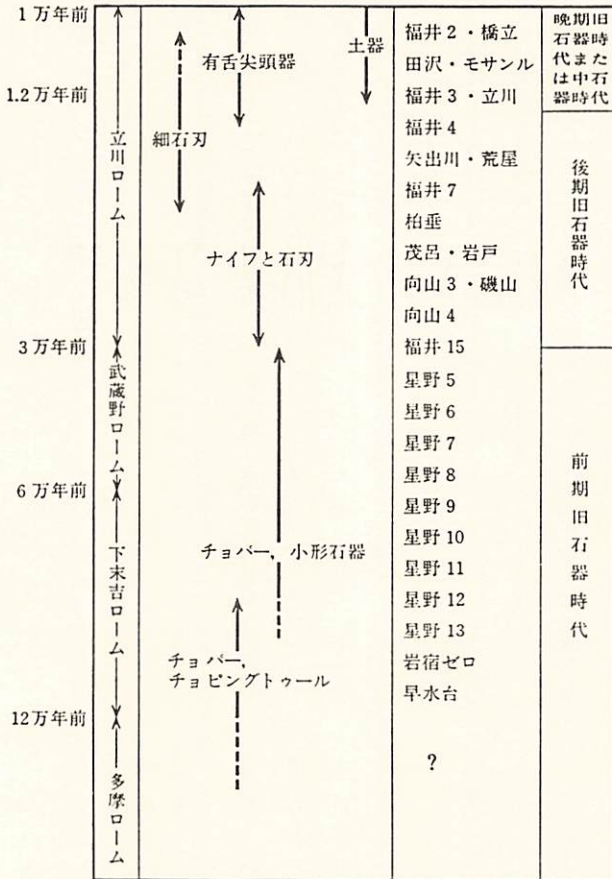 1万年前
1.2万年前
3万年前
6万年前
12万年前
立川ローム
武蔵野ローム
下末吉ローム
多摩ローム
有舌尖頭器
土器
細石刃
ナイフと石刃
チョパー，小形石器
チョパー，
チョピングトゥール
福井2・橋立
田沢・モサンル
福井3・立川
福井4
矢出川・荒屋
福井7
柏垂
茂呂・岩戸
向山3・磯山
向山4
福井15
星野5
星野6
星野7
星野8
星野9
星野10
星野11
星野12
星野13
岩宿ゼロ
早水台
?
晩期旧
石器時
代また
は中石
器時代
後期旧石器時代
前期旧石器時代